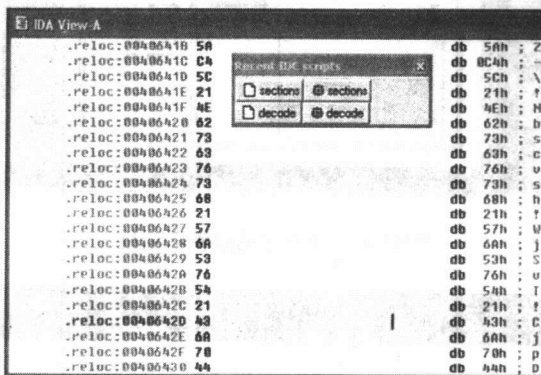 IDA View-A
.reloc:0040641B 5A db 5Ah ; Z
.reloc:0040641C C4 db 0C4h ;
.reloc:0040641D 5C db 5Ch ; \
.reloc:0040641E 21 db 21h ; !
.reloc:0040641F 4E db 4Eh ; N
.reloc:00406420 62 db 62h ; b
.reloc:00406421 73 db 73h ; s
.reloc:00406422 63 db 63h ; c
.reloc:00406423 76 db 76h ; v
.reloc:00406424 73 db 73h ; s
.reloc:00406425 68 db 68h ; h
.reloc:00406426 21 db 21h ; !
.reloc:00406427 57 db 57h ; W
.reloc:00406428 6A db 6Ah ; j
.reloc:00406429 53 db 53h ; S
.reloc:0040642A 76 db 76h ; v
.reloc:0040642B 54 db 54h ; T
.reloc:0040642C 21 db 21h ; !
.reloc:0040642D 43 db 43h ; C
.reloc:0040642E 6A db 6Ah ; j
.reloc:0040642F 70 db 70h ; p
.reloc:00406430 44 db 44h ; D
Recent IDC scripts x
sections sections
decode decode